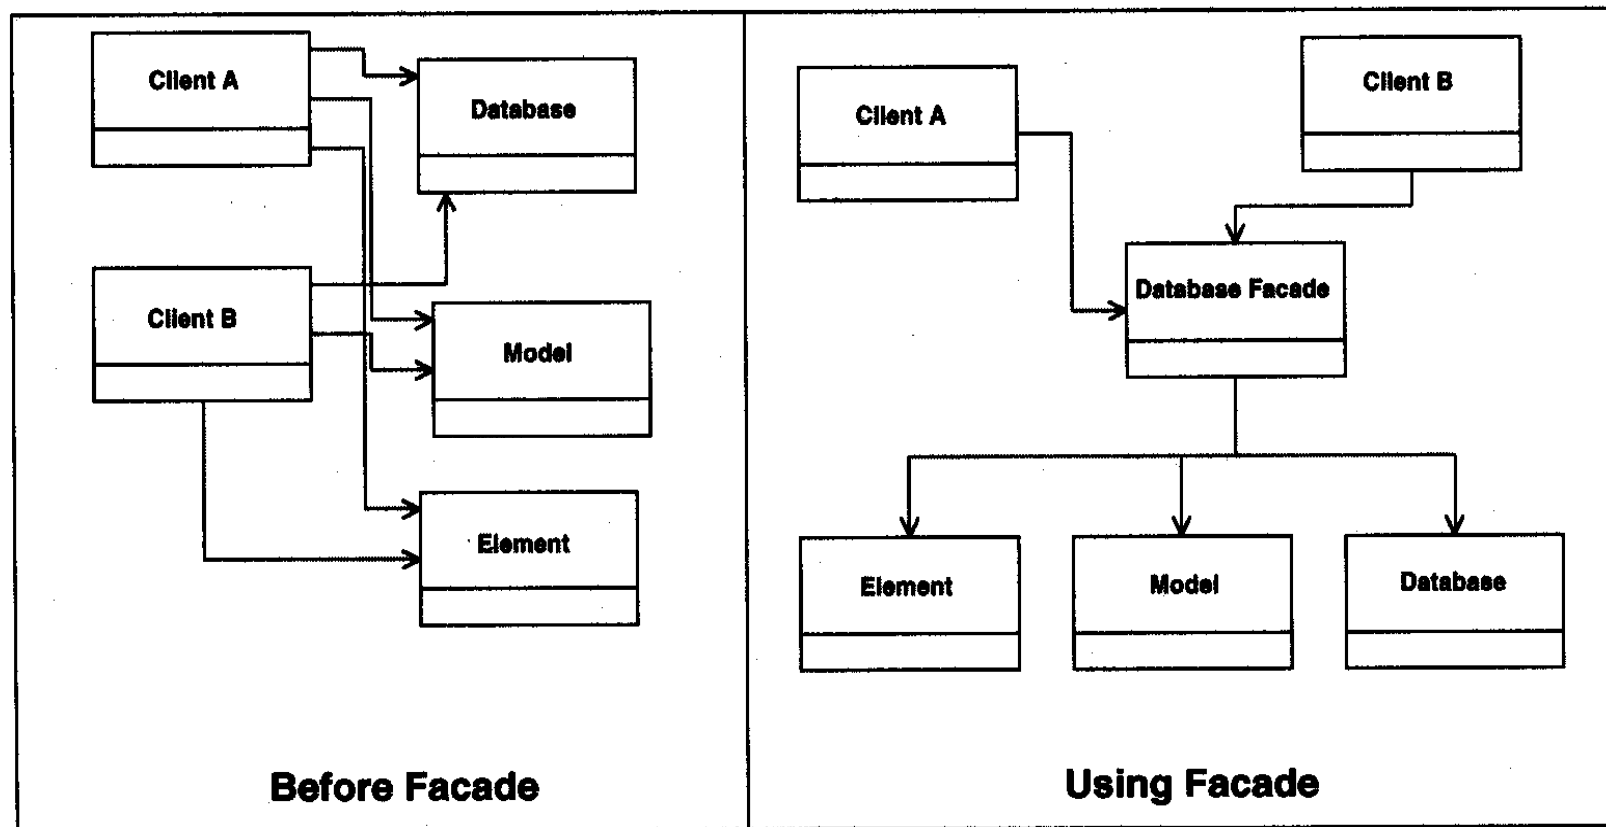 Client A
Database
Client B
Model
Element
Before Facade
Client A
Client B
Database Facade
Element
Model
Database
Using Facade